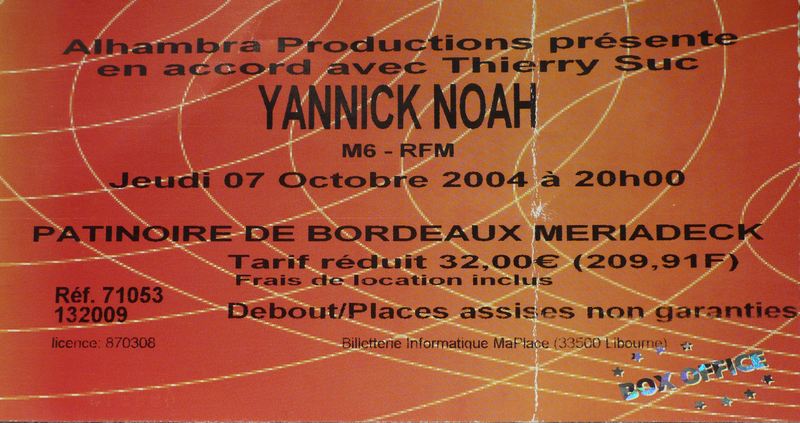 Alhambra Productions présente
en accord avec Thierry Suc
YANNICK NOAH
M6 - RFM
Jeudi 07 Octobre 2004 à 20h00
PATINOIRE DE BORDEAUX MERIADECK
Tarif réduit 32,00€ (209,91F)
Frais de location inclus
Réf. 71053
132009
Debout/Places assises non garanties
licence: 870308
Billetterie Informatique MaPlace (33500 Libourne)
BOX OFFICE